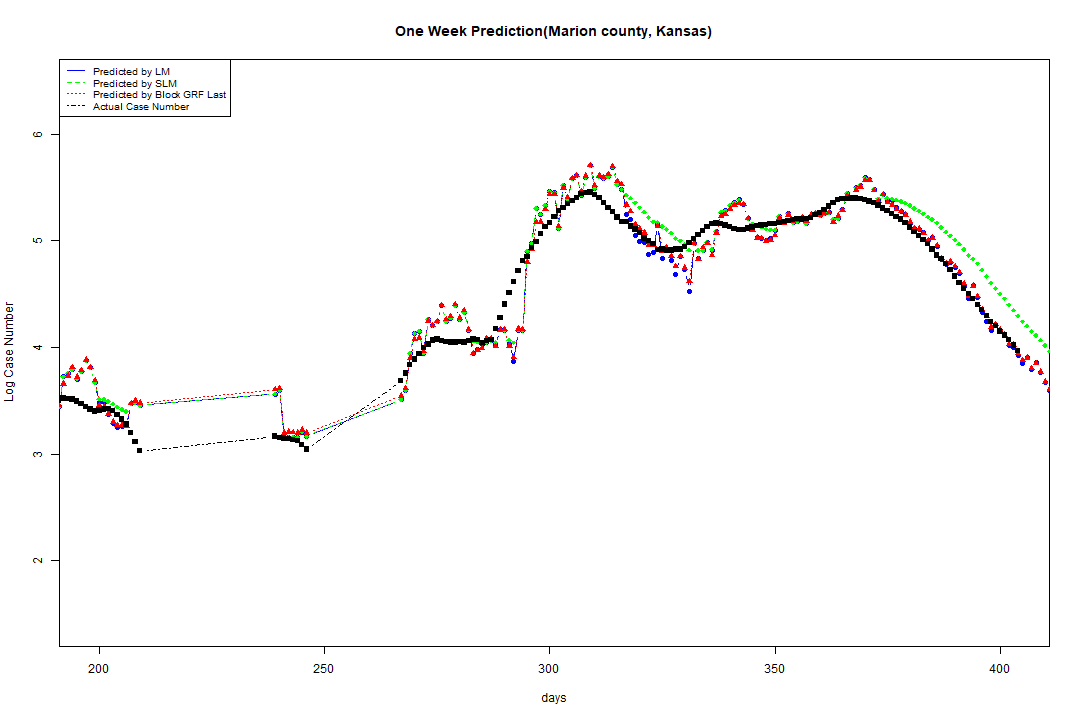 One Week Prediction(Marion county, Kansas)
Predicted by LM
Predicted by SLM
Predicted by Block GRF Last
Actual Case Number
6
5
4
3
2
Log Case Number
200 250 300 350 400
days